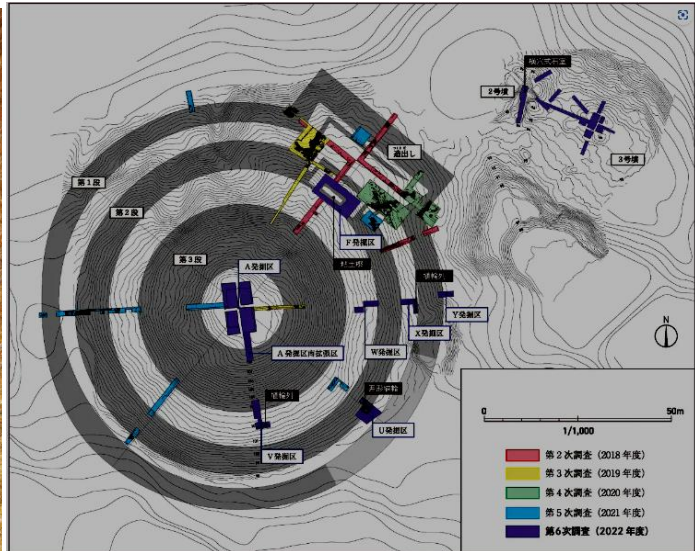 横穴式石室
2号墳
3号墳
造出し
第1段
第2段
第3段
A発掘区
F発掘区
粘土槨
埴輪列
Y発掘区
X発掘区
W発掘区
A発掘区南拡張区
埴輪列
U発掘区
V発掘区
N
0 50m
1/1,000
第2次調査(2018年度)
第3次調査(2019年度)
第4次調査(2020年度)
第5次調査(2021年度)
第6次調査(2022年度)